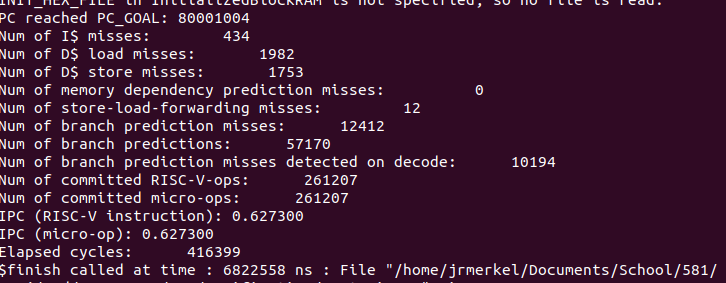 INIT_HEX_FILE in InitializedBlockRAM is not specified, so no file is read.
PC reached PC_GOAL: 80001004
Num of I$ misses:        434
Num of D$ load misses:        1982
Num of D$ store misses:        1753
Num of memory dependency prediction misses:          0
Num of store-load-forwarding misses:         12
Num of branch prediction misses:      12412
Num of branch predictions:      57170
Num of branch prediction misses detected on decode:      10194
Num of committed RISC-V-ops:     261207
Num of committed micro-ops:     261207
IPC (RISC-V instruction): 0.627300
IPC (micro-op): 0.627300
Elapsed cycles:      416399
$finish called at time : 6822558 ns : File "/home/jrmerkel/Documents/School/581/